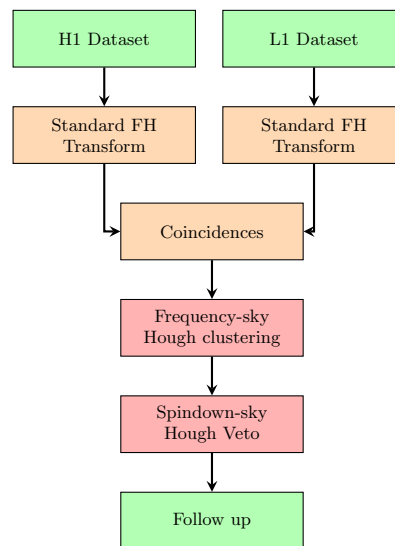 H1 Dataset
L1 Dataset
Standard FH
Transform
Standard FH
Transform
Coincidences
Frequency-sky
Hough clustering
Spindown-sky
Hough Veto
Follow up